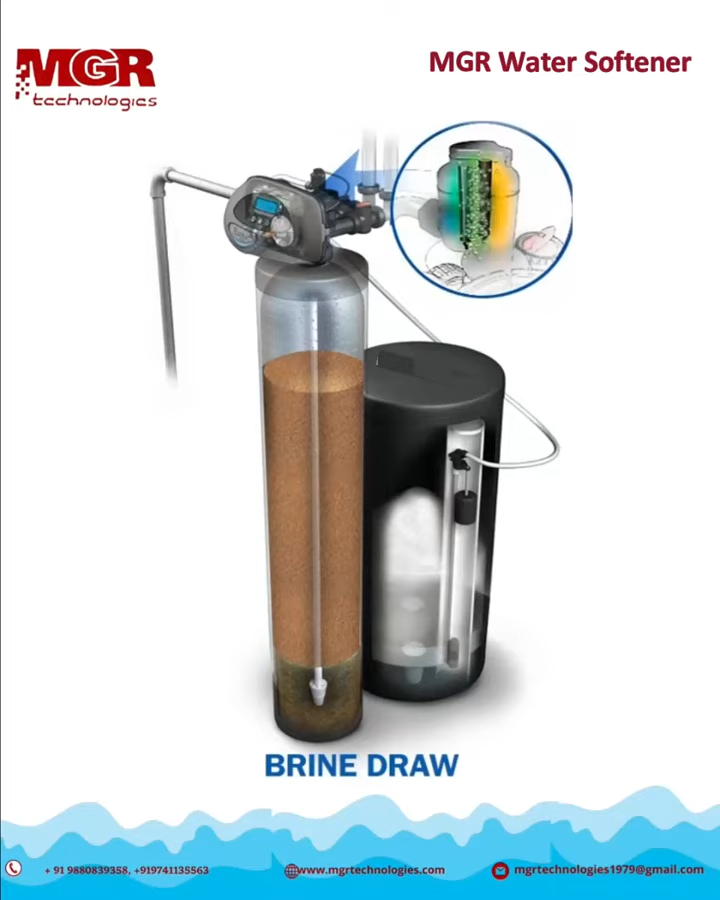 MGR
technologies
MGR Water Softener
BRINE DRAW
+ 91 9880839358, +919741135563
www.mgrtechnologies.com
mgrtechnologies1979@gmail.com